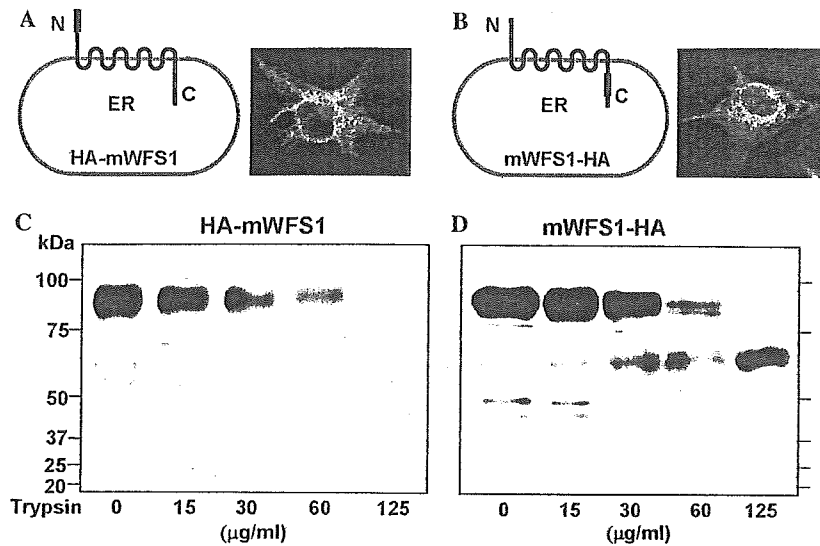 A
N
ER
C
HA-mWFS1
B
N
ER
C
mWFS1-HA
C
HA-mWFS1
kDa
100
75
50
37
25
20
Trypsin 0 15 30 60 125
(µg/ml)
D
mWFS1-HA
0 15 30 60 125
(µg/ml)